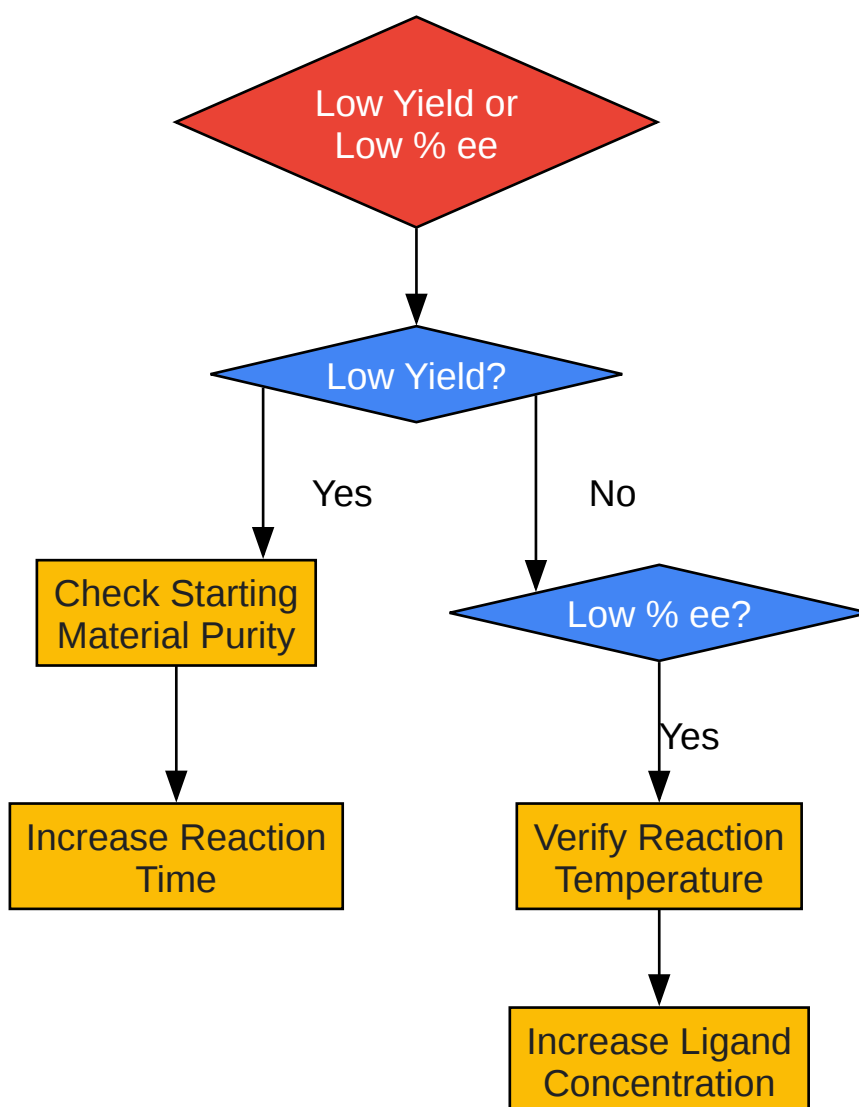 Low Yield or
Low % ee
Low Yield?
Yes
No
Check Starting
Material Purity
Low % ee?
Yes
Increase Reaction
Time
Verify Reaction
Temperature
Increase Ligand
Concentration